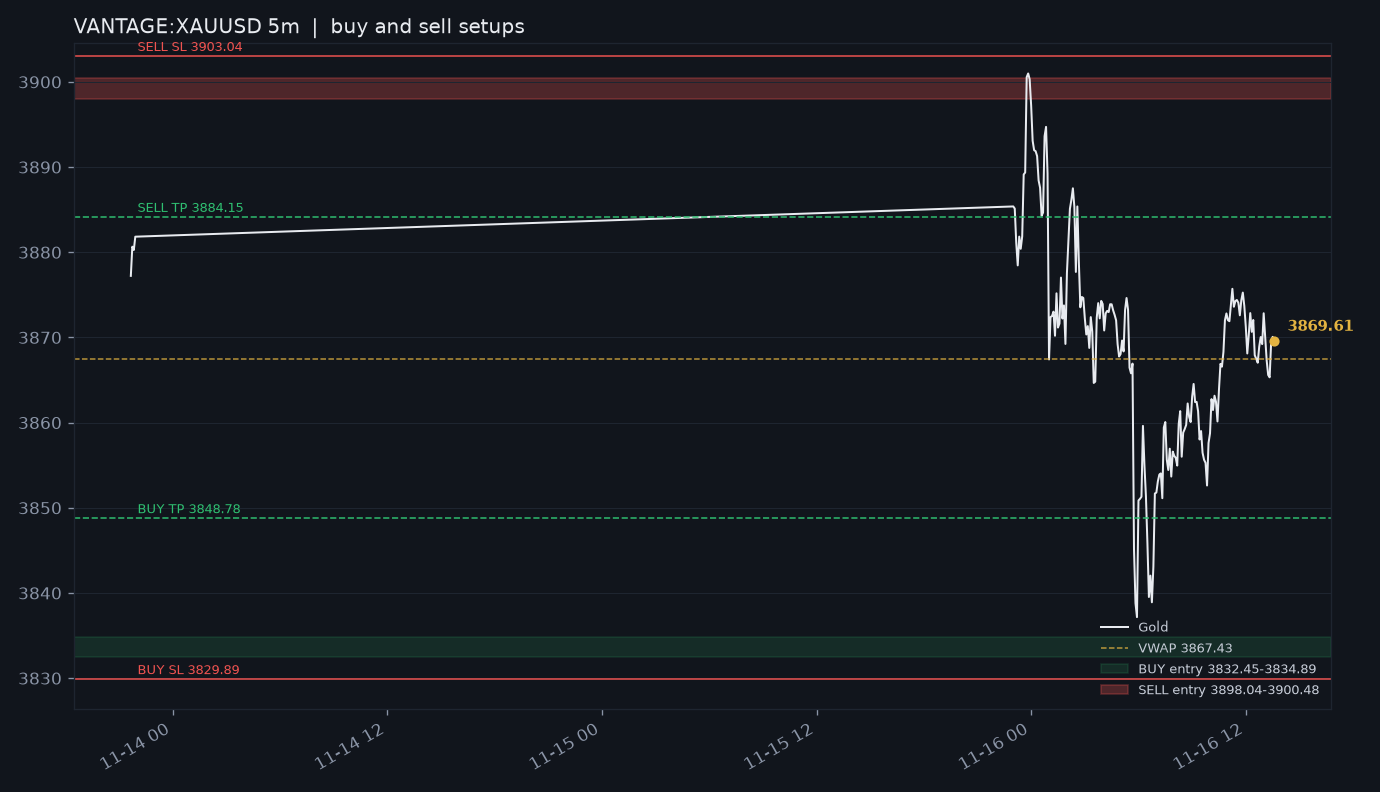 VANTAGE:XAUUSD 5m | buy and sell setups
SELL SL 3903.04
3900
3890
SELL TP 3884.15
3880
3869.61
3870
3860
BUY TP 3848.78
3850
3840
Gold
VWAP 3867.43
BUY SL 3829.89
BUY entry 3832.45-3834.89
3830
SELL entry 3898.04-3900.48
11-14 00
11-14 12
11-15 00
11-15 12
11-16 00
11-16 12